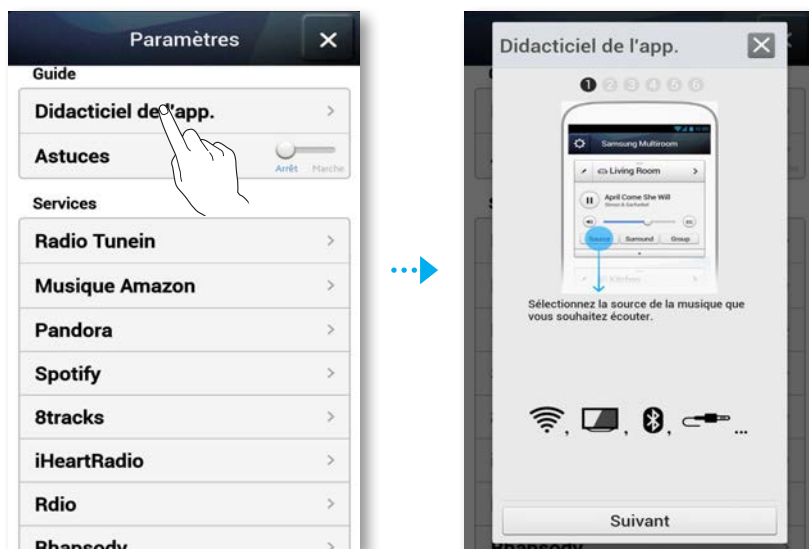 Paramètres
Guide
Didacticiel de l'app.
Astuces
Arrêt Marche
Services
Radio Tunein
Musique Amazon
Pandora
Spotify
8tracks
iHeartRadio
Rdio
Rhapsody
Didacticiel de l'app.
1 2 3 4 5 6
Samsung Multiroom
Living Room
April Come She Will
Simon & Garfunkel
Source Surround Group
Kitchen
Sélectionnez la source de la musique que
vous souhaitez écouter.
, , , ...
Suivant
Rhapsody